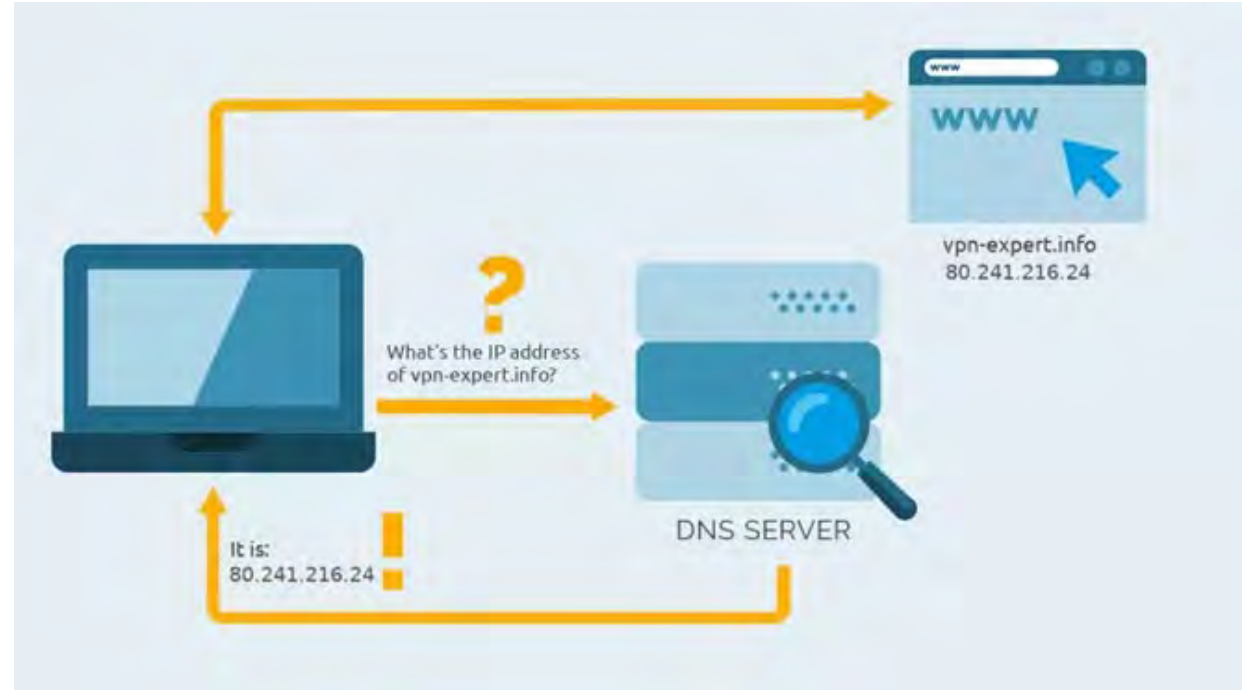 www
www
vpn-expert.info
80.241.216.24
?
What's the IP address
of vpn-expert.info?
DNS SERVER
It is:
80.241.216.24
!